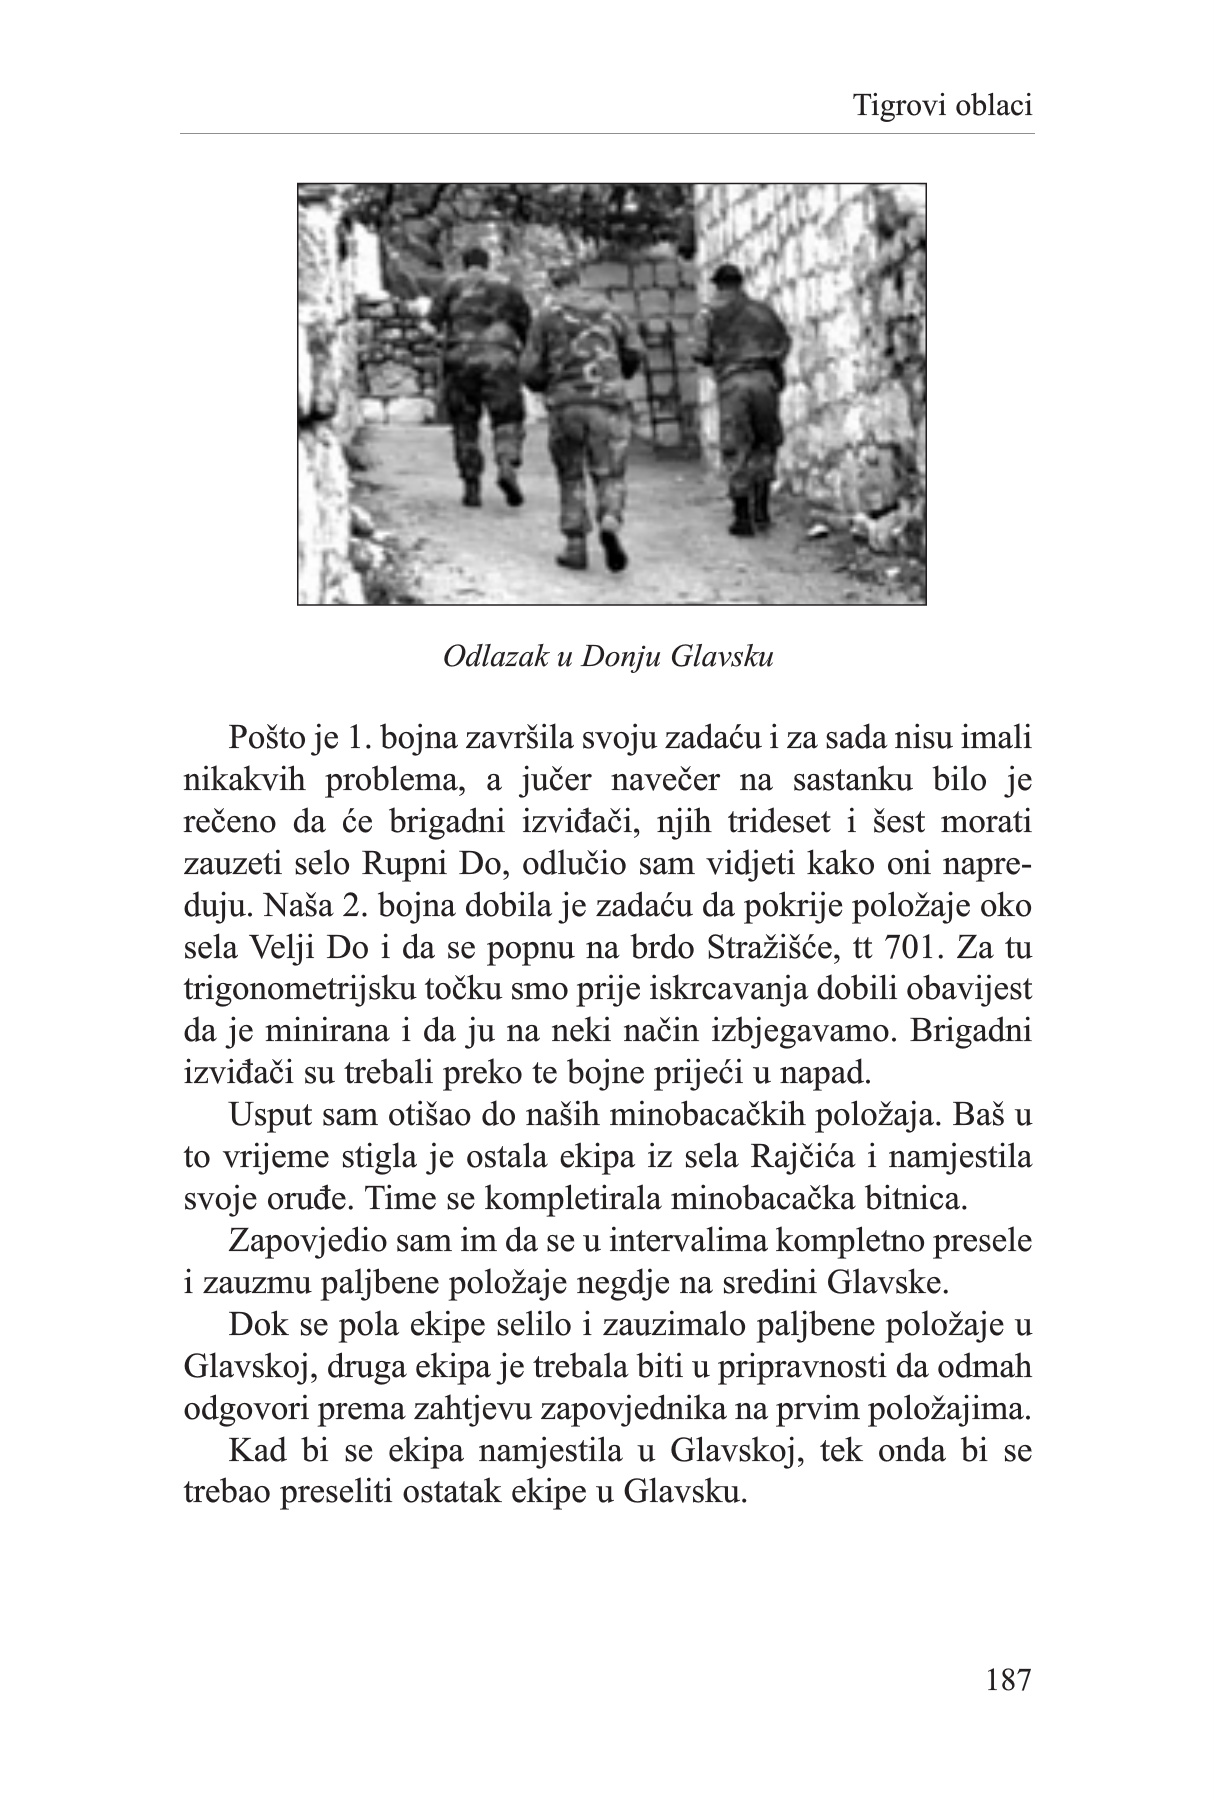 Tigrovi oblaci
Odlazak u Donju Glavsku
Pošto je 1. bojna završila svoju zadaću i za sada nisu imali
nikakvih problema, a jučer navečer na sastanku bilo je
rečeno da će brigadni izviđači, njih trideset i šest morati
zauzeti selo Rupni Do, odlučio sam vidjeti kako oni napre-
duju. Naša 2. bojna dobila je zadaću da pokrije položaje oko
sela Velji Do i da se popnu na brdo Stražišće, tt 701. Za tu
trigonometrijsku točku smo prije iskrcavanja dobili obavijest
da je minirana i da ju na neki način izbjegavamo. Brigadni
izviđači su trebali preko te bojne prijeći u napad.
Usput sam otišao do naših minobacačkih položaja. Baš u
to vrijeme stigla je ostala ekipa iz sela Rajčića i namjestila
svoje oruđe. Time se kompletirala minobacačka bitnica.
Zapovjedio sam im da se u intervalima kompletno presele
i zauzmu paljbene položaje negdje na sredini Glavske.
Dok se pola ekipe selilo i zauzimalo paljbene položaje u
Glavskoj, druga ekipa je trebala biti u pripravnosti da odmah
odgovori prema zahtjevu zapovjednika na prvim položajima.
Kad bi se ekipa namjestila u Glavskoj, tek onda bi se
trebao preseliti ostatak ekipe u Glavsku.
187